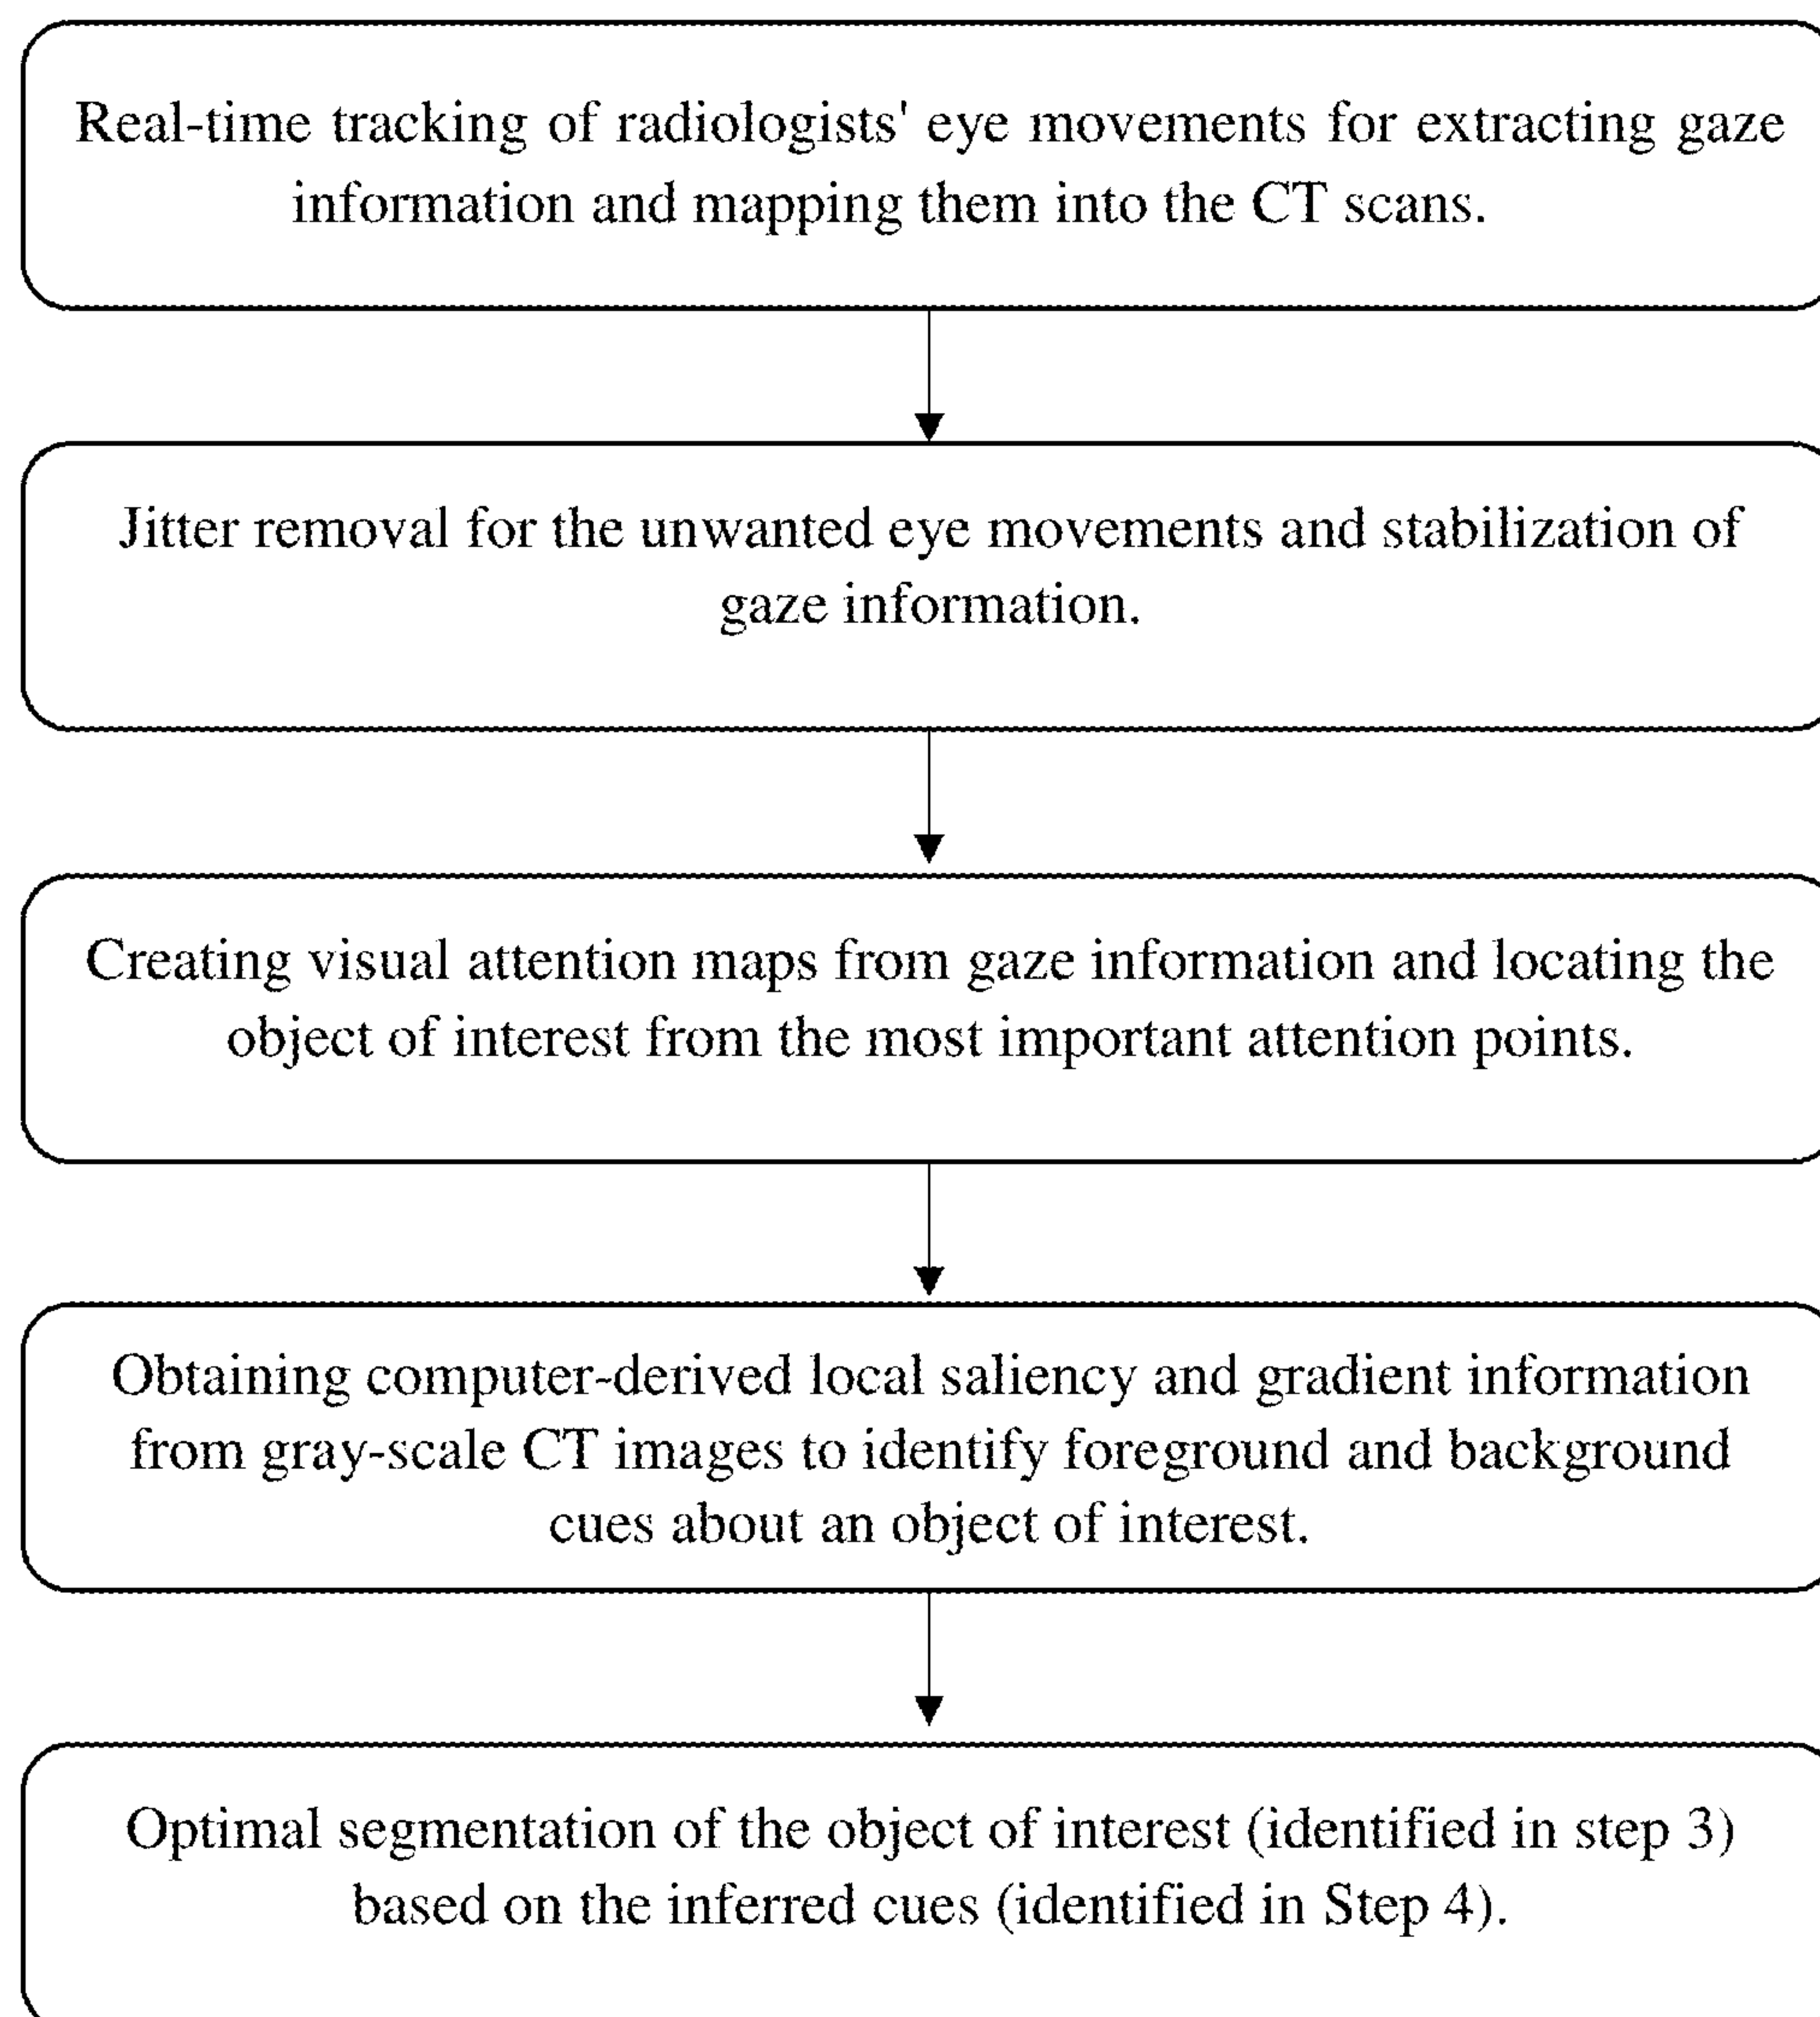 Real-time tracking of radiologists' eye movements for extracting gaze
information and mapping them into the CT scans.
Jitter removal for the unwanted eye movements and stabilization of
gaze information.
Creating visual attention maps from gaze information and locating the
object of interest from the most important attention points.
Obtaining computer-derived local saliency and gradient information
from gray-scale CT images to identify foreground and background
cues about an object of interest.
Optimal segmentation of the object of interest (identified in step 3)
based on the inferred cues (identified in Step 4).